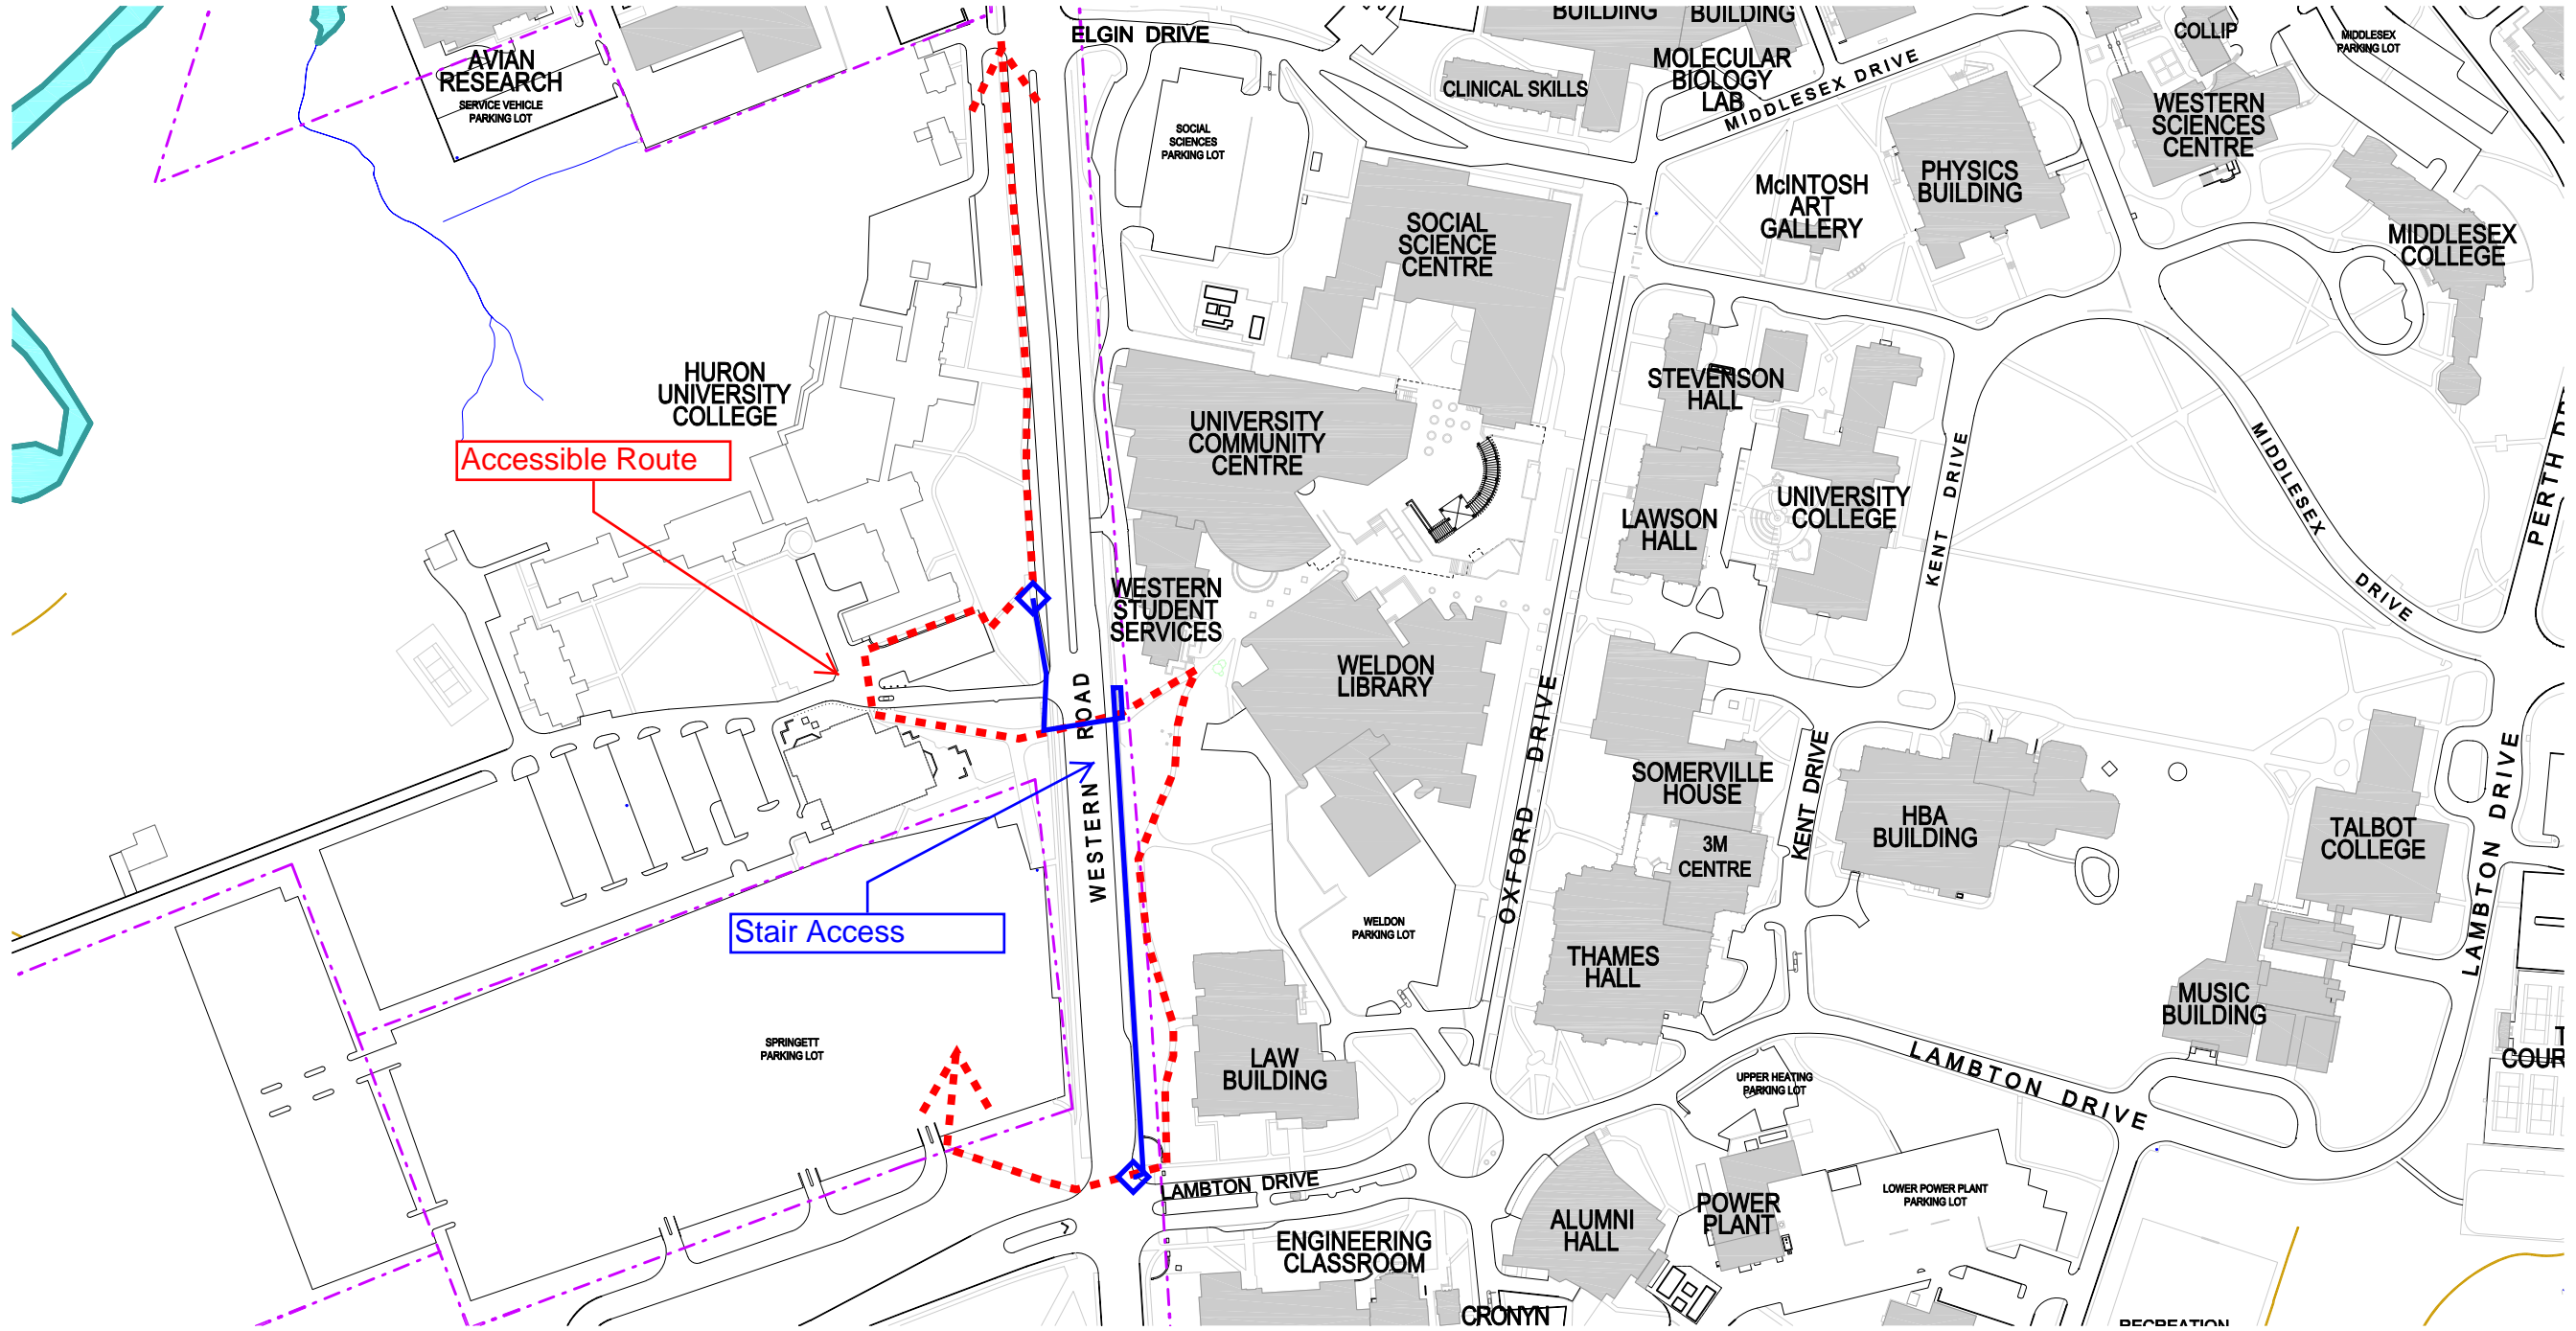 ELGIN DRIVE
BUILDING
BUILDING
AVIAN
RESEARCH
SERVICE VEHICLE
PARKING LOT
SOCIAL
SCIENCES
PARKING LOT
CLINICAL SKILLS
MOLECULAR
BIOLOGY
LAB
MIDDLESEX DRIVE
COLLIP
MIDDLESEX
PARKING LOT
WESTERN
SCIENCES
CENTRE
PHYSICS
BUILDING
McINTOSH
ART
GALLERY
MIDDLESEX
COLLEGE
SOCIAL
SCIENCE
CENTRE
HURON
UNIVERSITY
COLLEGE
UNIVERSITY
COMMUNITY
CENTRE
STEVENSON
HALL
Accessible Route
LAWSON
HALL
UNIVERSITY
COLLEGE
KENT DRIVE
MIDDLESEX DRIVE
PERTH DR
WESTERN
STUDENT
SERVICES
WELDON
LIBRARY
WESTERN ROAD
OXFORD DRIVE
SOMERVILLE
HOUSE
3M
CENTRE
KENT DRIVE
HBA
BUILDING
TALBOT
COLLEGE
LAMBTON DRIVE
Stair Access
WELDON
PARKING LOT
THAMES
HALL
MUSIC
BUILDING
SPRINGETT
PARKING LOT
LAW
BUILDING
UPPER HEATING
PARKING LOT
LAMBTON DRIVE
T
COUR
LAMBTON DRIVE
ALUMNI
HALL
POWER
PLANT
LOWER POWER PLANT
PARKING LOT
ENGINEERING
CLASSROOM
CRONYN
RECREATION